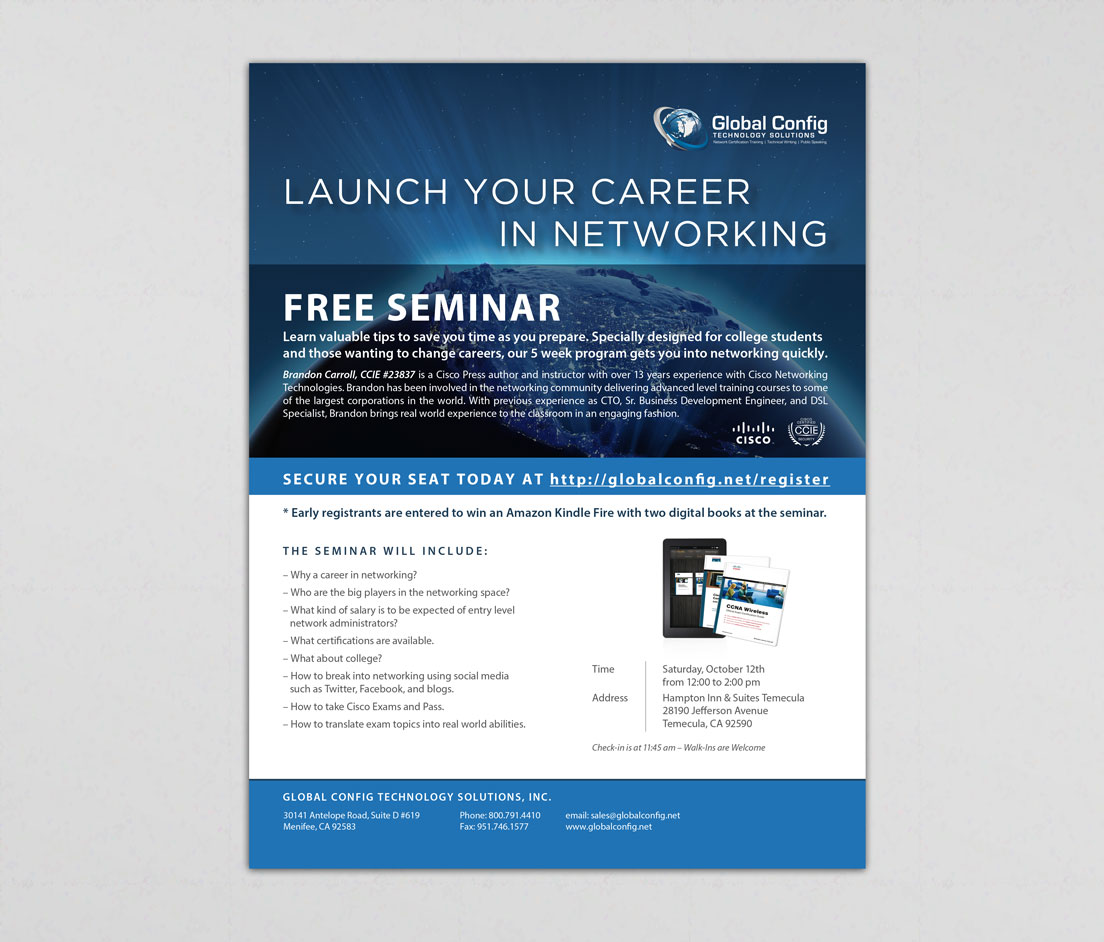 Global Config
TECHNOLOGY SOLUTIONS
Network Certification Training | Technical Writing | Public Speaking
LAUNCH YOUR CAREER
IN NETWORKING
FREE SEMINAR
Learn valuable tips to save you time as you prepare. Specially designed for college students
and those wanting to change careers, our 5 week program gets you into networking quickly.
Brandon Carroll, CCIE #23837 is a Cisco Press author and instructor with over 13 years experience with Cisco Networking
Technologies. Brandon has been involved in the networking community delivering advanced level training courses to some
of the largest corporations in the world. With previous experience as CTO, Sr. Business Development Engineer, and DSL
Specialist, Brandon brings real world experience to the classroom in an engaging fashion.
CISCO
CISCO
CERTIFIED
CCIE
SECURITY
SECURE YOUR SEAT TODAY AT http://globalconfig.net/register
* Early registrants are entered to win an Amazon Kindle Fire with two digital books at the seminar.
THE SEMINAR WILL INCLUDE:
– Why a career in networking?
– Who are the big players in the networking space?
– What kind of salary is to be expected of entry level
network administrators?
– What certifications are available.
– What about college?
– How to break into networking using social media
such as Twitter, Facebook, and blogs.
– How to take Cisco Exams and Pass.
– How to translate exam topics into real world abilities.
CCNA Wireless
Time
Saturday, October 12th
from 12:00 to 2:00 pm
Address
Hampton Inn & Suites Temecula
28190 Jefferson Avenue
Temecula, CA 92590
Check-in is at 11:45 am – Walk-Ins are Welcome
GLOBAL CONFIG TECHNOLOGY SOLUTIONS, INC.
30141 Antelope Road, Suite D #619
Menifee, CA 92583
Phone: 800.791.4410
Fax: 951.746.1577
email: sales@globalconfig.net
www.globalconfig.net